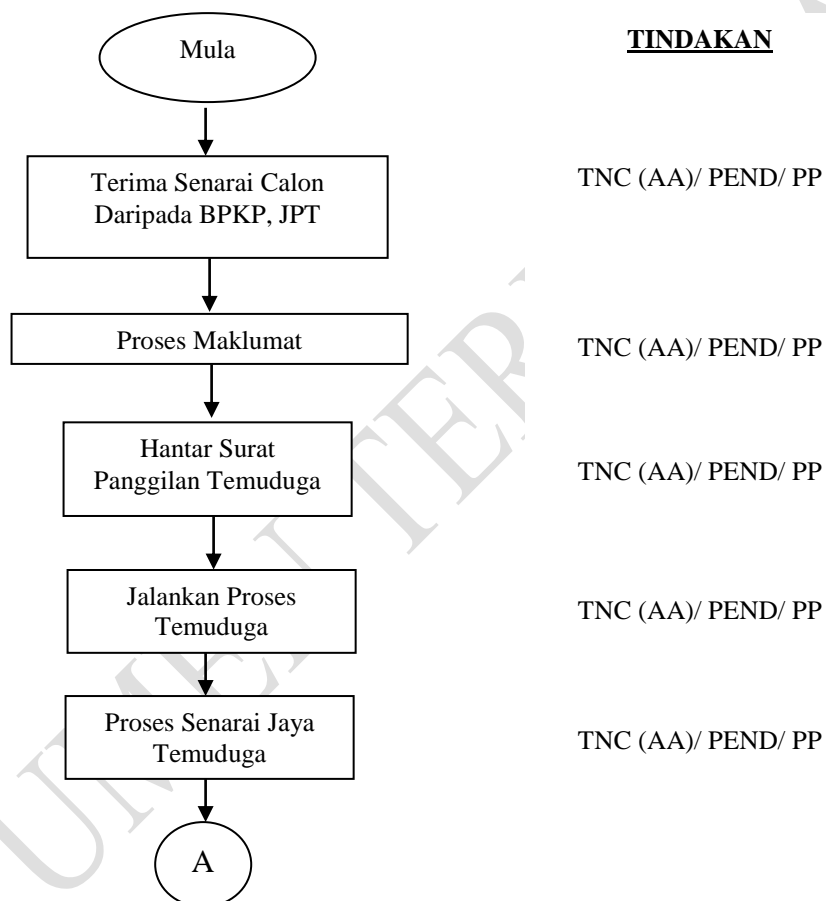 Mula
TINDAKAN
Terima Senarai Calon
Daripada BPKP, JPT
TNC (AA)/ PEND/ PP
Proses Maklumat
TNC (AA)/ PEND/ PP
Hantar Surat
Panggilan Temuduga
TNC (AA)/ PEND/ PP
Jalankan Proses
Temuduga
TNC (AA)/ PEND/ PP
Proses Senarai Jaya
Temuduga
TNC (AA)/ PEND/ PP
A